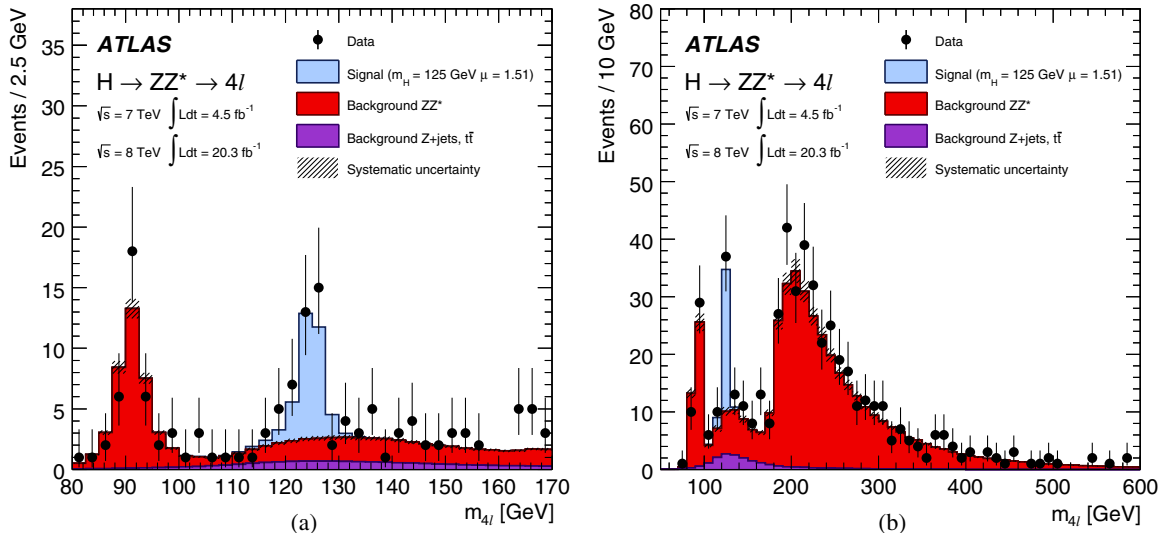 Events / 2.5 GeV
35
30
25
20
15
10
5
0
ATLAS
H → ZZ* → 4l
√s = 7 TeV ∫Ldt = 4.5 fb⁻¹
√s = 8 TeV ∫Ldt = 20.3 fb⁻¹
Data
Signal (m_H = 125 GeV μ = 1.51)
Background ZZ*
Background Z+jets, tt̄
Systematic uncertainty
80 90 100 110 120 130 140 150 160 170
m₄l [GeV]
(a)
Events / 10 GeV
80
70
60
50
40
30
20
10
0
ATLAS
H → ZZ* → 4l
√s = 7 TeV ∫Ldt = 4.5 fb⁻¹
√s = 8 TeV ∫Ldt = 20.3 fb⁻¹
Data
Signal (m_H = 125 GeV μ = 1.51)
Background ZZ*
Background Z+jets, tt̄
Systematic uncertainty
100 200 300 400 500 600
m₄l [GeV]
(b)